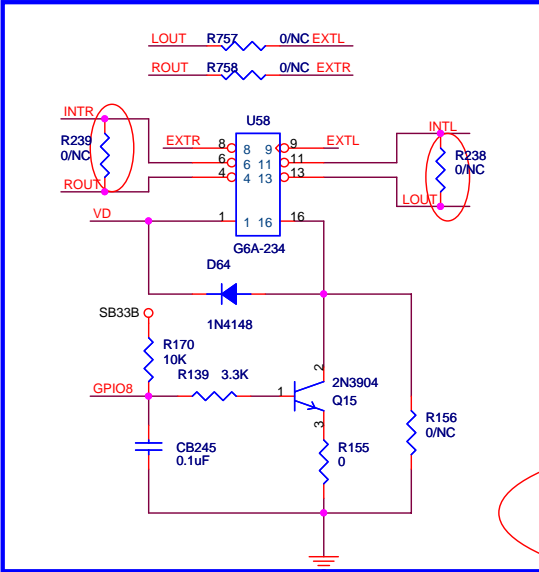 LOUT R757 0/NC EXTL
ROUT R758 0/NC EXTR
INTR
U58
INTL
R239
0/NC
EXTR
8 8 9 9
EXTL
R238
0/NC
6 6 11 11
4 4 13 13
ROUT
LOUT
VD
1 1 16 16
G6A-234
D64
1N4148
SB33B
R170
10K
R139 3.3K
2
2N3904
GPIO8
1
Q15
3
R156
0/NC
CB245
0.1uF
R155
0